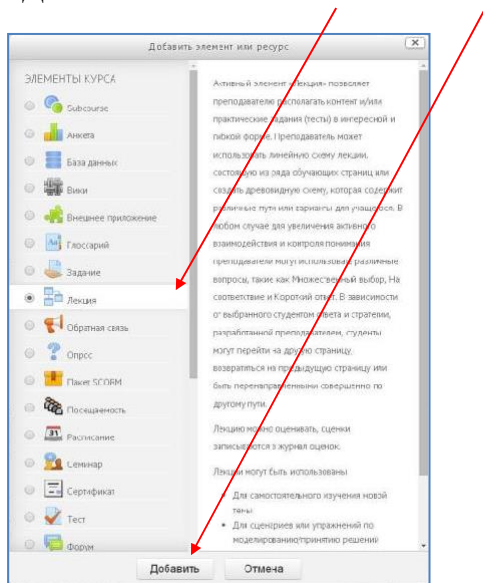 Добавить элемент или ресурс
ЭЛЕМЕНТЫ КУРСА
Subcourse
Анкета
База данных
Вики
Внешнее приложение
Глоссарий
Задание
Лекция
Обратная связь
Опрос
Пакет SCORM
Посещаемость
Расписание
Семинар
Сертификат
Тест
Форум
Активный элемент «Лекция» позволяет
преподавателю располагать контент и/или
практические задания (тесты) в интересной и
гибкой форме. Преподаватель может
использовать линейную схему лекции,
состоящую из ряда обучающих страниц или
создать древовидную схему, которая содержит
различные пути или варианты для учащегося. В
любом случае для увеличения активного
взаимодействия и контроля понимания
преподаватели могут использовать различные
вопросы, такие как Множественный выбор, На
соответствие и Короткий ответ. В зависимости
от выбранного студентом ответа и стратегии,
разработанной преподавателем, студенты
могут перейти на другую страницу,
возвратиться на предыдущую страницу или
быть перенаправленными совершенно по
другому пути.
Лекцию можно оценивать, оценки
записываются в журнал оценок.
Лекции могут быть использованы
Для самостоятельного изучения новой
темы
Для сценариев или упражнений по
моделированию/принятию решений
Добавить Отмена